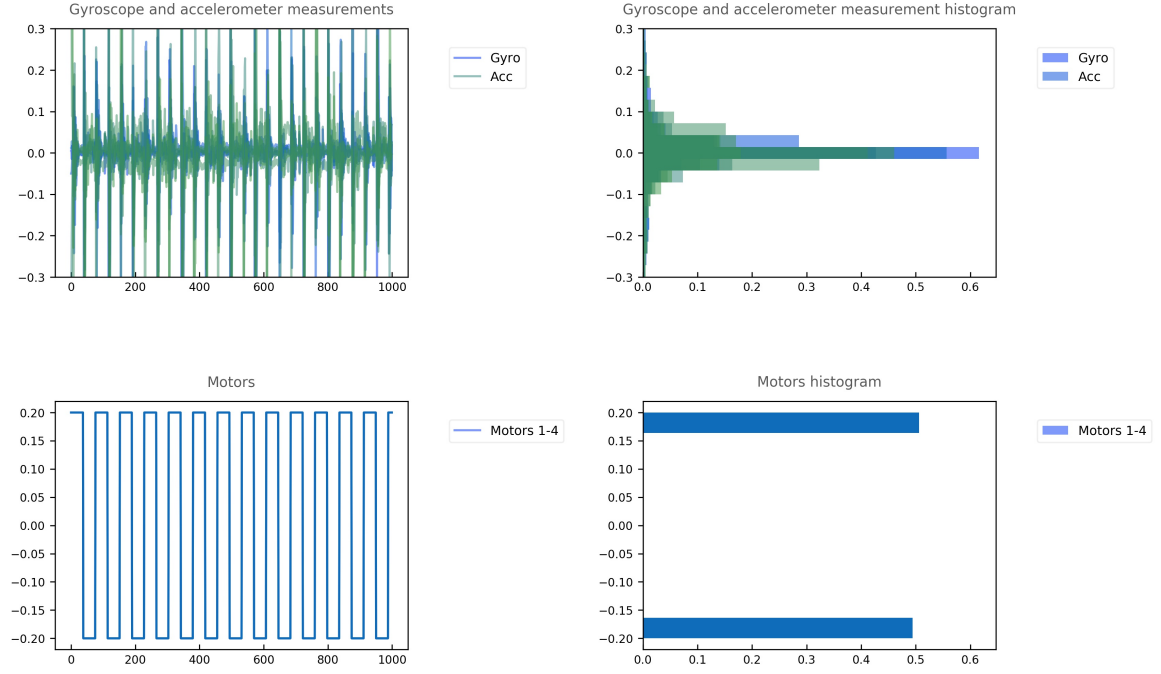 Gyroscope and accelerometer measurements
0.3
0.2
0.1
0.0
−0.1
−0.2
−0.3
0 200 400 600 800 1000
Gyro
Acc
Gyroscope and accelerometer measurement histogram
0.3
0.2
0.1
0.0
−0.1
−0.2
−0.3
0.0 0.1 0.2 0.3 0.4 0.5 0.6
Gyro
Acc
Motors
0.20
0.15
0.10
0.05
0.00
−0.05
−0.10
−0.15
−0.20
0 200 400 600 800 1000
Motors 1-4
Motors histogram
0.20
0.15
0.10
0.05
0.00
−0.05
−0.10
−0.15
−0.20
0.0 0.1 0.2 0.3 0.4 0.5 0.6
Motors 1-4